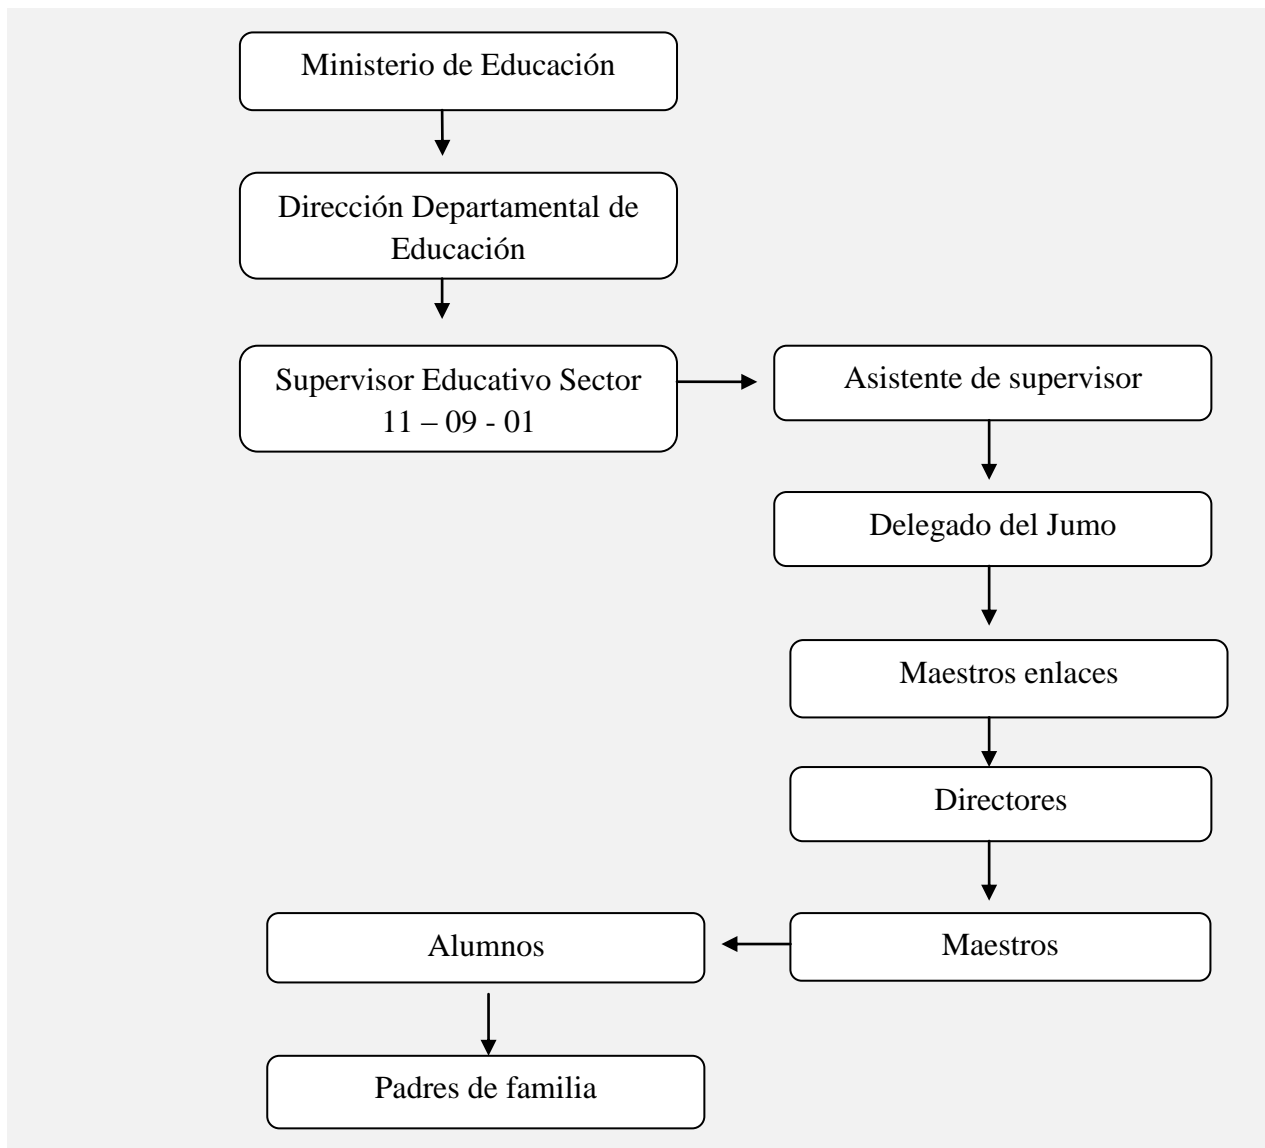 Ministerio de Educación
Dirección Departamental de
Educación
Supervisor Educativo Sector
11 – 09 - 01
Asistente de supervisor
Delegado del Jumo
Maestros enlaces
Directores
Maestros
Alumnos
Padres de familia